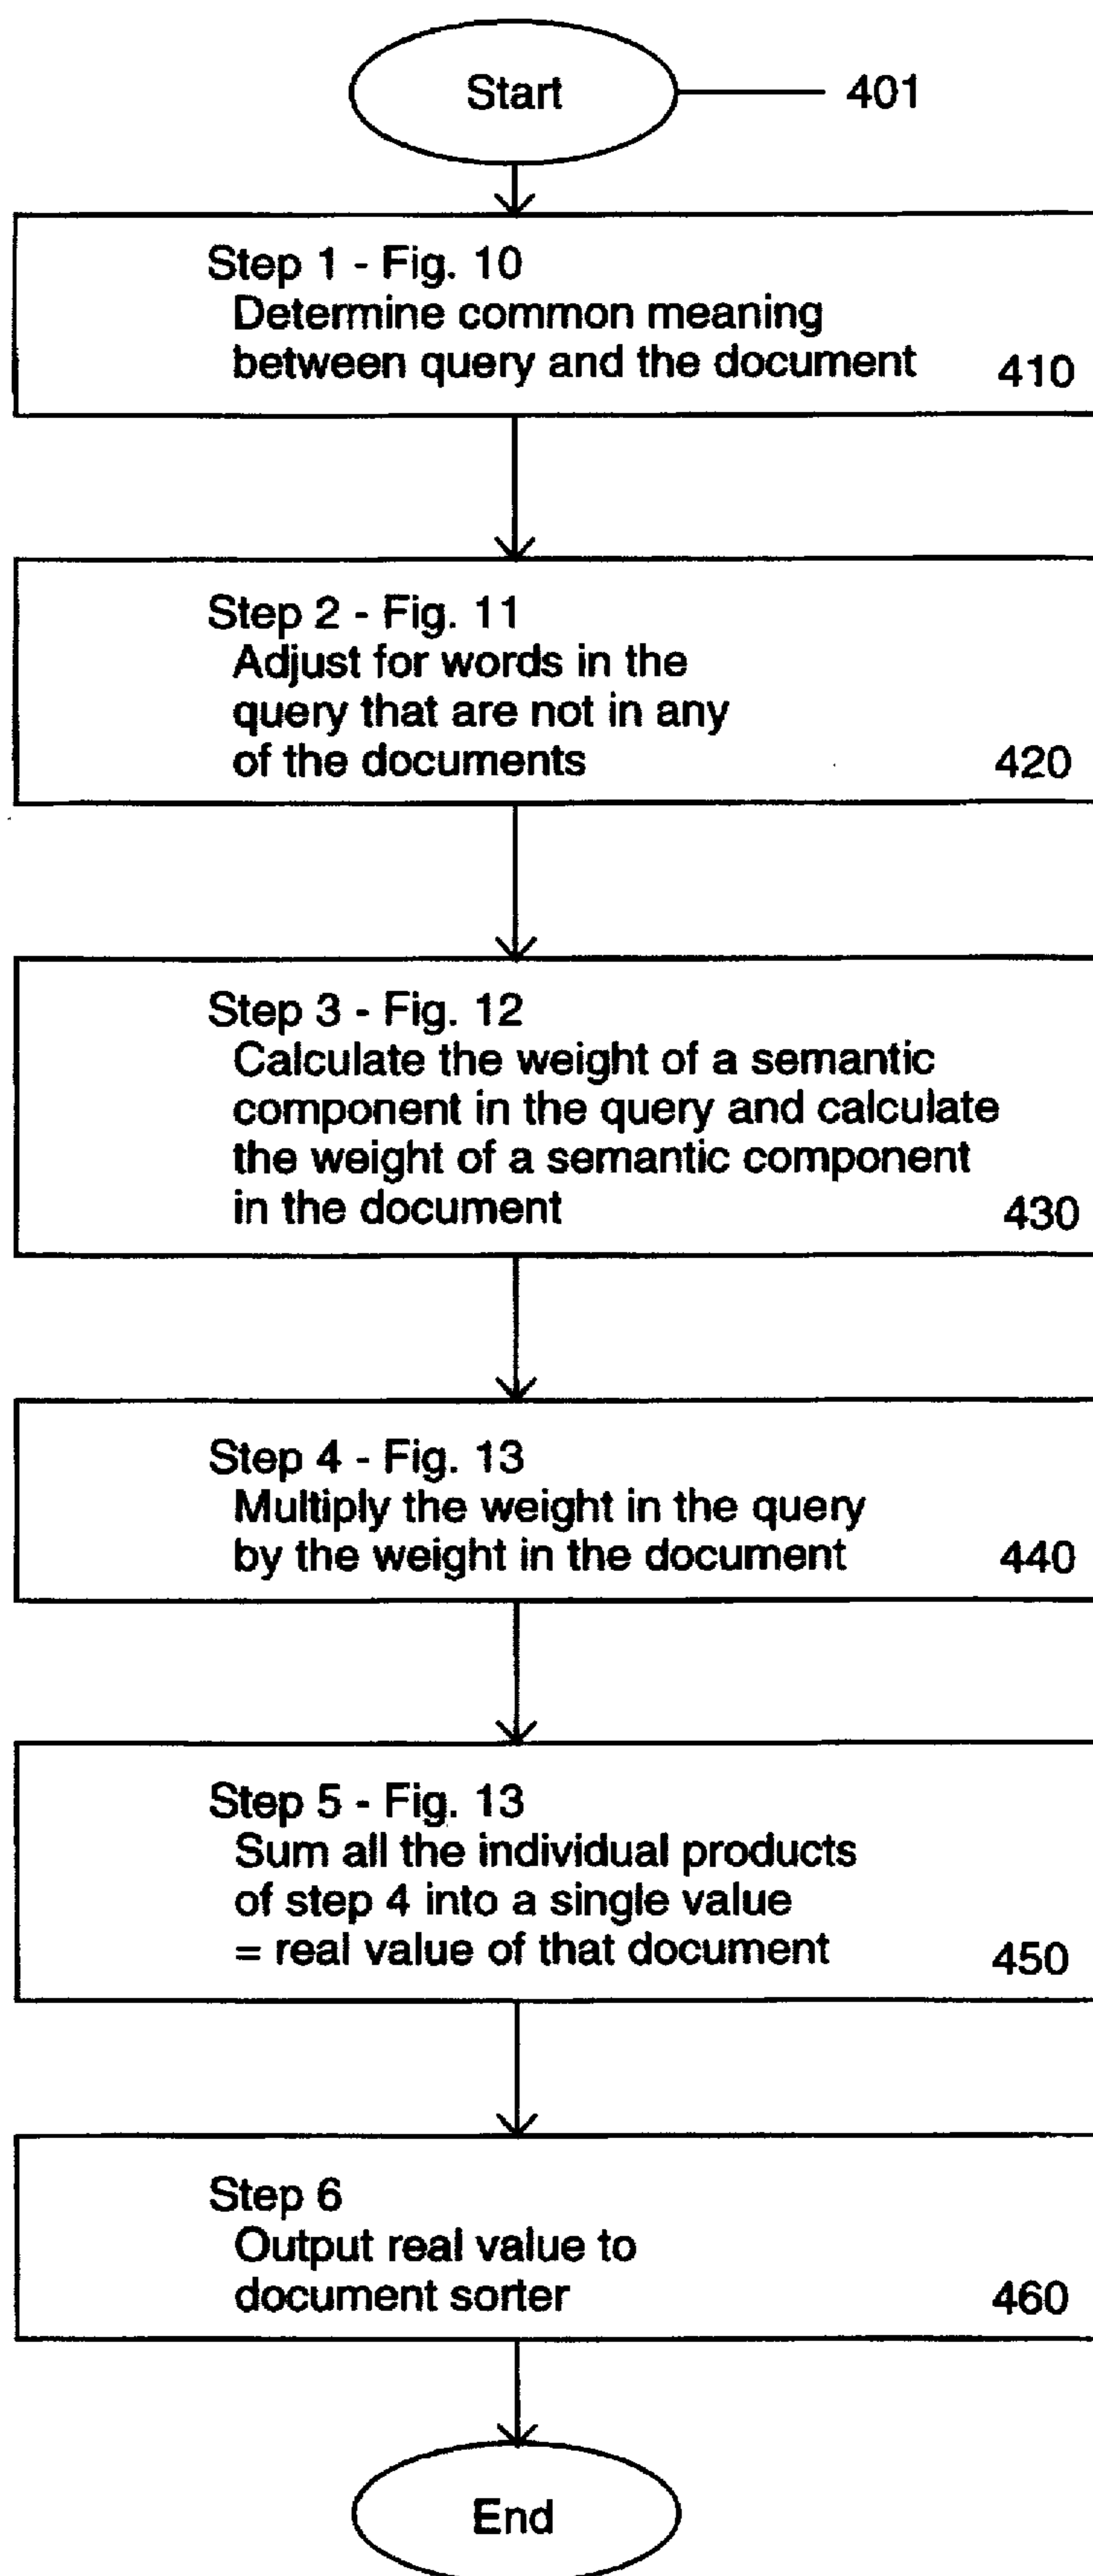 Start
401
Step 1 - Fig. 10
Determine common meaning
between query and the document
410
Step 2 - Fig. 11
Adjust for words in the
query that are not in any
of the documents
420
Step 3 - Fig. 12
Calculate the weight of a semantic
component in the query and calculate
the weight of a semantic component
in the document
430
Step 4 - Fig. 13
Multiply the weight in the query
by the weight in the document
440
Step 5 - Fig. 13
Sum all the individual products
of step 4 into a single value
= real value of that document
450
Step 6
Output real value to
document sorter
460
End